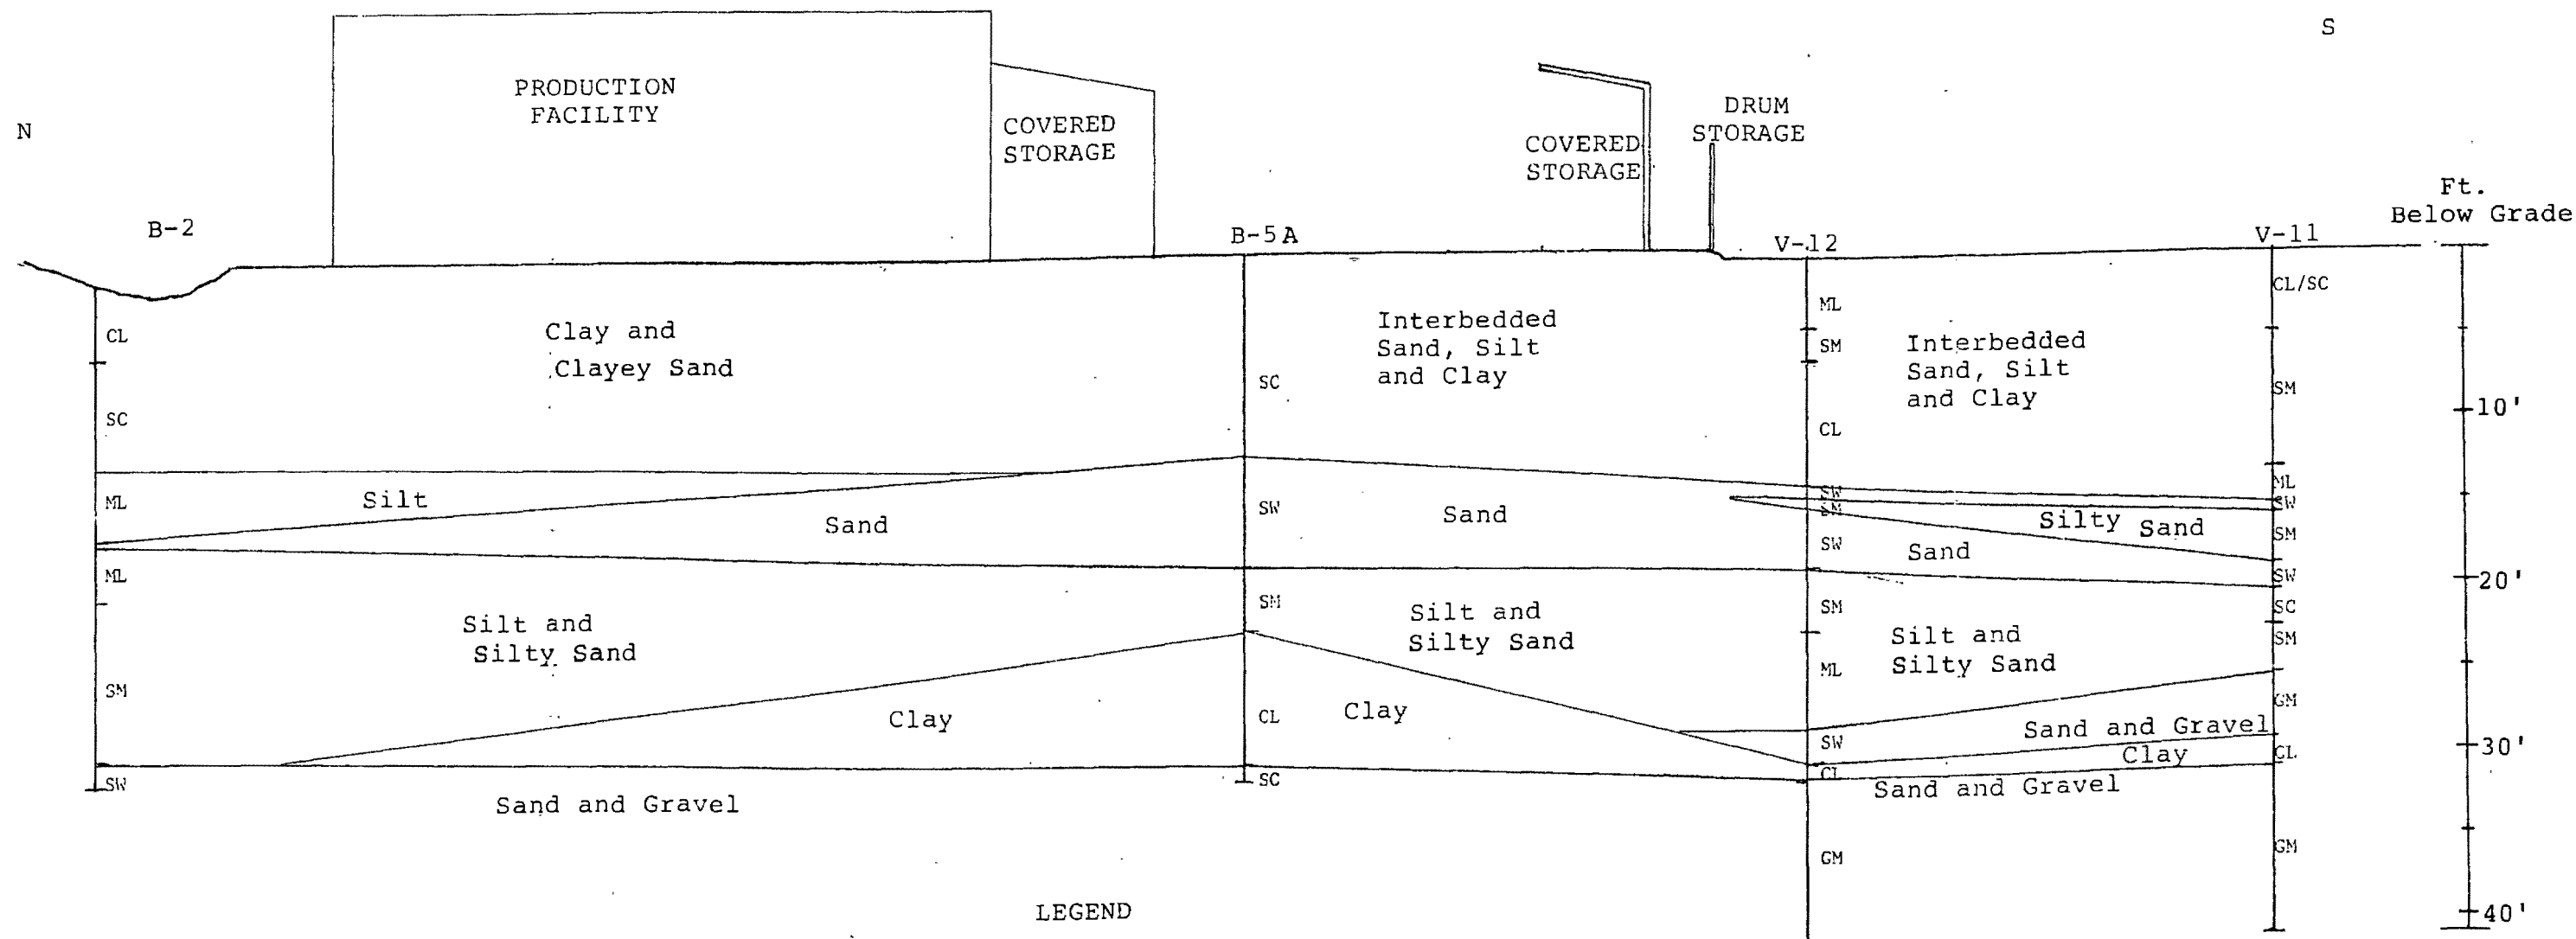 S
N
PRODUCTION
FACILITY
COVERED
STORAGE
COVERED
STORAGE
DRUM
STORAGE
Ft.
Below Grade
B-2
B-5A
V-12
V-11
CL
SC
ML
ML
SM
SW
Clay and
Clayey Sand
Silt
Sand
Silt and
Silty Sand
Clay
Sand and Gravel
SC
SW
SM
CL
SC
Interbedded
Sand, Silt
and Clay
Sand
Silt and
Silty Sand
Clay
ML
SM
CL
SW
SM
SW
SM
ML
SW
CL
GM
Interbedded
Sand, Silt
and Clay
Silty Sand
Sand
Silt and
Silty Sand
Sand and Gravel
Clay
Sand and Gravel
CL/SC
SM
ML
SW
SM
SW
SC
SM
GM
CL
GM
10'
20'
30'
40'
LEGEND